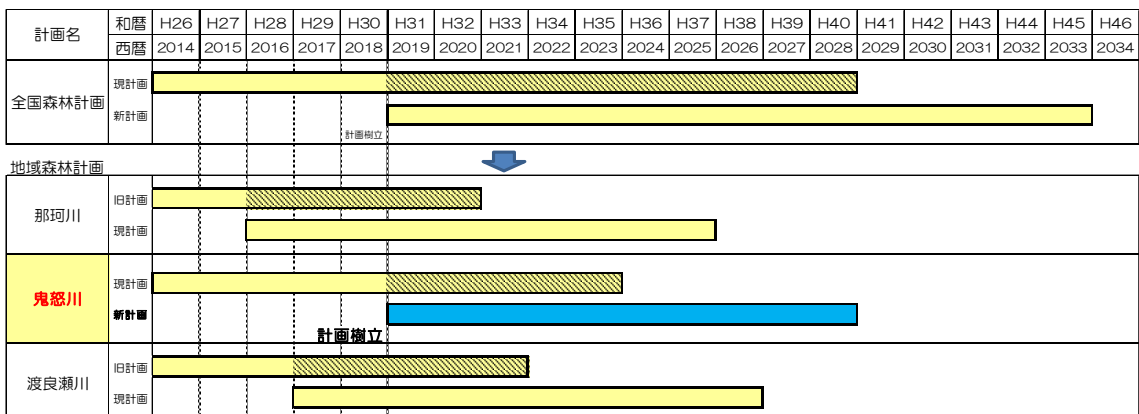 計画名 和暦 H26 H27 H28 H29 H30 H31 H32 H33 H34 H35 H36 H37 H38 H39 H40 H41 H42 H43 H44 H45 H46
西暦 2014 2015 2016 2017 2018 2019 2020 2021 2022 2023 2024 2025 2026 2027 2028 2029 2030 2031 2032 2033 2034
全国森林計画 現計画
新計画
計画樹立
地域森林計画
那珂川 旧計画
現計画
鬼怒川 現計画
新計画
計画樹立
渡良瀬川 旧計画
現計画